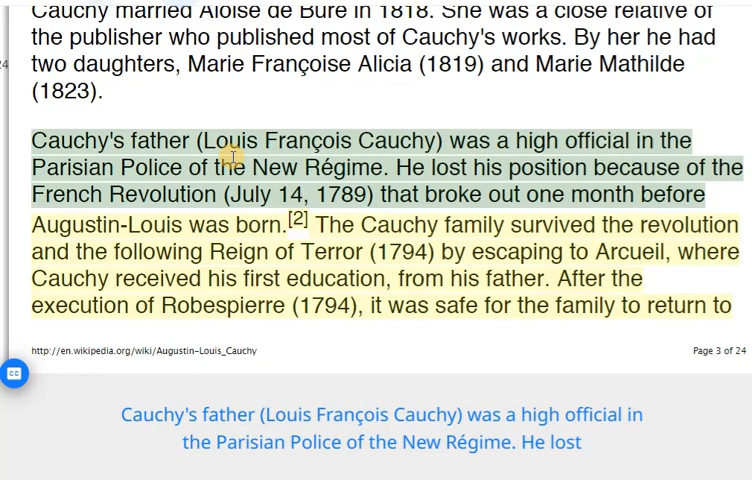 Cauchy married Aloise de Bure in 1818. She was a close relative of
the publisher who published most of Cauchy's works. By her he had
two daughters, Marie Françoise Alicia (1819) and Marie Mathilde
(1823).
Cauchy's father (Louis François Cauchy) was a high official in the
Parisian Police of the New Régime. He lost his position because of the
French Revolution (July 14, 1789) that broke out one month before
Augustin-Louis was born.[2] The Cauchy family survived the revolution
and the following Reign of Terror (1794) by escaping to Arcueil, where
Cauchy received his first education, from his father. After the
execution of Robespierre (1794), it was safe for the family to return to
http://en.wikipedia.org/wiki/Augustin-Louis_Cauchy Page 3 of 24
CC
Cauchy's father (Louis François Cauchy) was a high official in
the Parisian Police of the New Régime. He lost